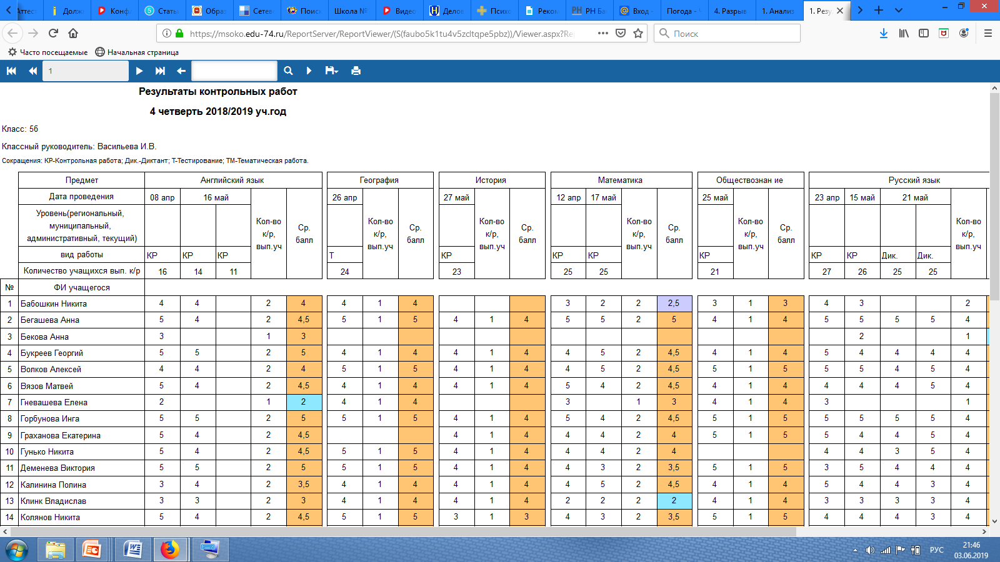 Аттест
Долж
Конфл
Стать
Образ
Сетев
Поиск
Школа №
Видео
Делов
Психо
Реком
РН Ба
Вход -
Погода -
4. Разрыв
1. Анализ
1. Резу
https://msoko.edu-74.ru/ReportServer/ReportViewer/(S(faubo5k1tu4v5zcltqpe5pbz))/Viewer.aspx?Re
Поиск
Часто посещаемые Начальная страница
1
Результаты контрольных работ
4 четверть 2018/2019 уч.год
Класс: 5б
Классный руководитель: Васильева И.В.
Сокращения: КР-Контрольная работа; Дик.-Диктант; Т-Тестирование; ТМ-Тематическая работа.
Предмет Английский язык География История Математика Обществознан ие Русский язык
Дата проведения 08 апр 16 май 26 апр 27 май 12 апр 17 май 25 май 23 апр 15 май 21 май
Уровень(региональный,
муниципальный,
административный, текущий)
Кол-во
к/р,
вып.уч
Ср.
балл
Кол-во
к/р,
вып.уч
Ср.
балл
Кол-во
к/р,
вып.уч
Ср.
балл
Кол-во
к/р,
вып.уч
Ср.
балл
Кол-во
к/р,
вып.уч
Ср.
балл
Кол-во
к/р,
вып.уч
вид работы КР КР КР Т КР КР КР КР КР КР Дик. Дик.
Количество учащихся вып. к/р 16 14 11 24 23 25 25 21 27 26 25 25
№ ФИ учащегося
1 Бабошкин Никита 4 4 2 4 4 1 4 3 2 2 2,5 3 1 3 4 3 2
2 Бегашева Анна 5 4 2 4,5 5 1 5 4 1 4 5 5 2 5 4 1 4 5 5 5 5 4
3 Бекова Анна 3 1 3 2 1
4 Букреев Георгий 5 5 2 5 4 1 4 4 1 4 4 5 2 4,5 4 1 4 5 4 4 4 4
5 Волков Алексей 4 4 2 4 5 1 5 4 1 4 4 5 2 4,5 5 1 5 5 4 4 5 4
6 Вязов Матвей 5 4 2 4,5 4 1 4 4 1 4 5 4 2 4,5 4 1 4 4 4 4 5 4
7 Гневашева Елена 2 1 2 4 1 4 3 1 3 4 1 4 3 1
8 Горбунова Инга 5 5 2 5 5 1 5 4 1 4 5 4 2 4,5 5 1 5 5 5 5 5 4
9 Граханова Екатерина 5 4 2 4,5 4 1 4 4 4 2 4 5 1 5 5 4 4 5 4
10 Гунько Никита 5 4 2 4,5 5 1 5 4 1 4 4 4 2 4 4 4 3 5 4
11 Деменева Виктория 5 5 2 5 5 1 5 4 1 4 4 3 2 3,5 5 1 5 3 5 4 4 4
12 Калинина Полина 3 4 2 3,5 4 1 4 4 1 4 4 5 2 4,5 4 1 4 5 4 4 3 4
13 Клинк Владислав 3 3 2 3 4 1 4 4 1 4 2 2 2 2 4 1 4 3 3 3 3 4
14 Колянов Никита 5 4 2 4,5 5 1 5 3 1 3 4 3 2 3,5 5 1 5 4 4 4 3 4
РУС
21:46
03.06.2019